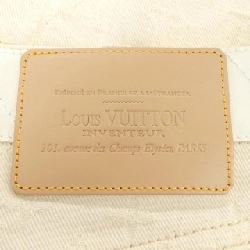 LOUIS VUITTON
INVENTEUR
101, avenue des Champs Elysées, PARIS